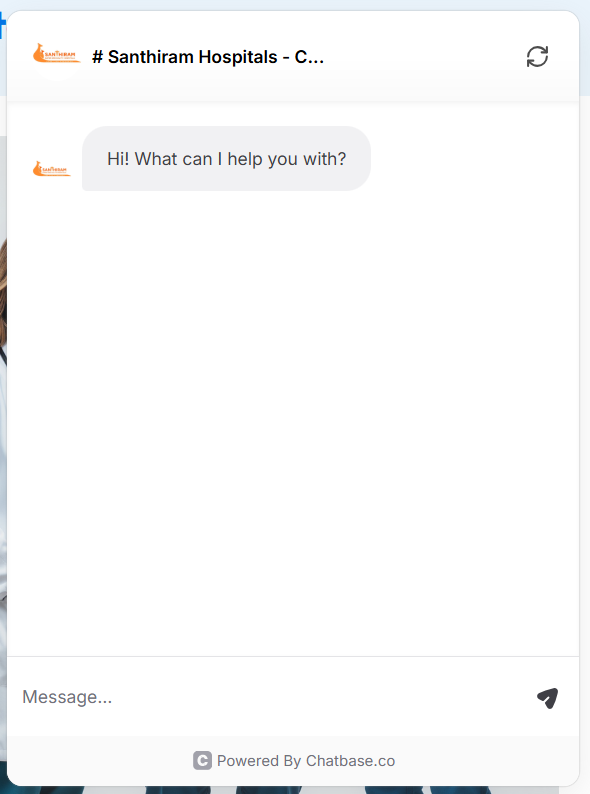 SANTHIRAM
# Santhiram Hospitals - C...
Hi! What can I help you with?
SANTHIRAM
Message...
C Powered By Chatbase.co